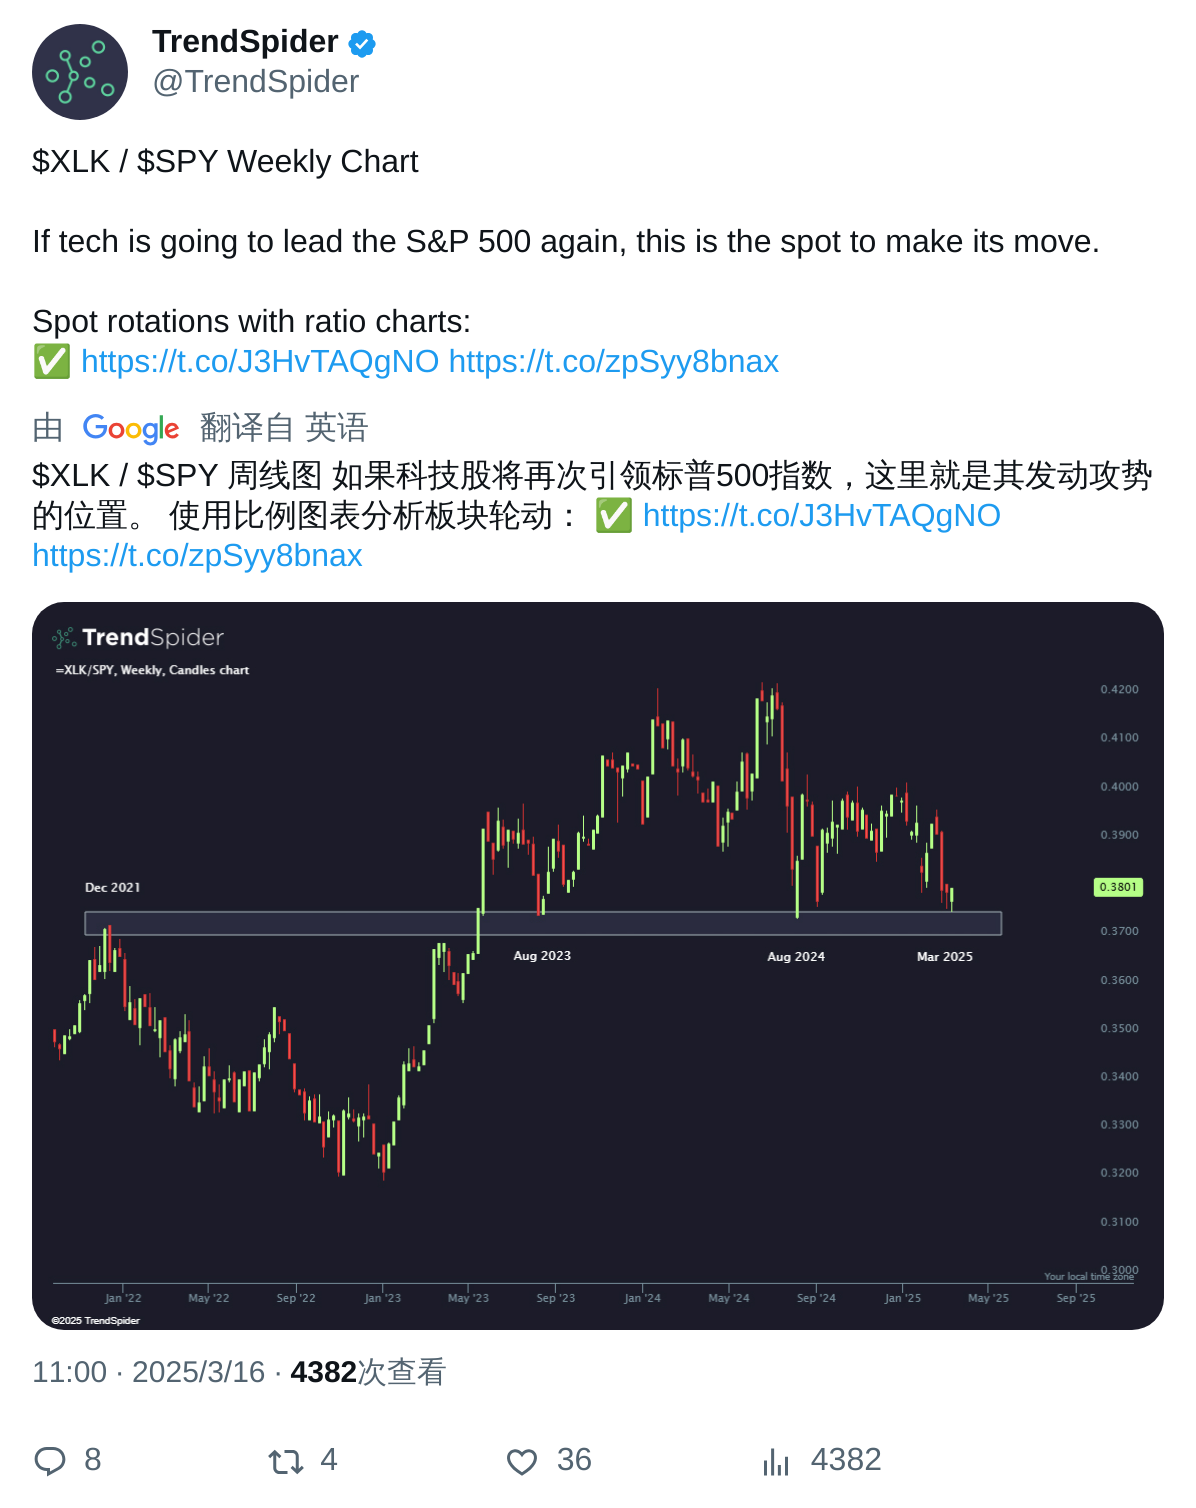 TrendSpider
@TrendSpider
$XLK / $SPY Weekly Chart
If tech is going to lead the S&P 500 again, this is the spot to make its move.
Spot rotations with ratio charts:
✅ https://t.co/J3HvTAQgNO https://t.co/zpSyy8bnax
由 Google 翻译自 英语
$XLK / $SPY 周线图 如果科技股将再次引领标普500指数，这里就是其发动攻势
的位置。 使用比例图表分析板块轮动： ✅ https://t.co/J3HvTAQgNO
https://t.co/zpSyy8bnax
TrendSpider
=XLK/SPY, Weekly, Candles chart
0.4200
0.4100
0.4000
0.3900
Dec 2021
0.3801
0.3700
Aug 2023
Aug 2024
Mar 2025
0.3600
0.3500
0.3400
0.3300
0.3200
0.3100
0.3000
Your local time zone
Jan '22 May '22 Sep '22 Jan '23 May '23 Sep '23 Jan '24 May '24 Sep '24 Jan '25 May '25 Sep '25
©2025 TrendSpider
11:00 · 2025/3/16 · 4382次查看
8 4 36 4382